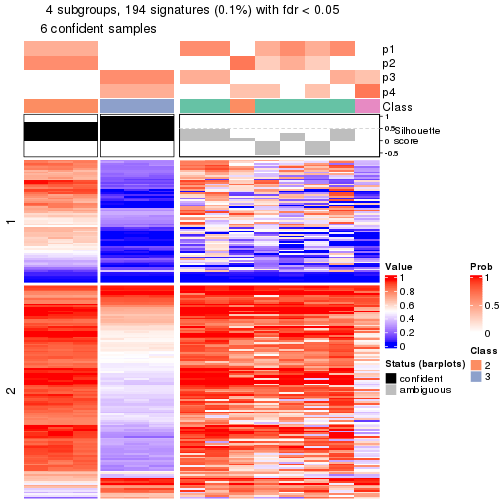 4 subgroups, 194 signatures (0.1%) with fdr < 0.05
6 confident samples
p1
p2
p3
p4
Class
1
0.5
0
-0.5
Silhouette
score
1
2
Value
1
0.8
0.6
0.4
0.2
0
Prob
1
0.5
0
Status (barplots)
confident
ambiguous
Class
2
3